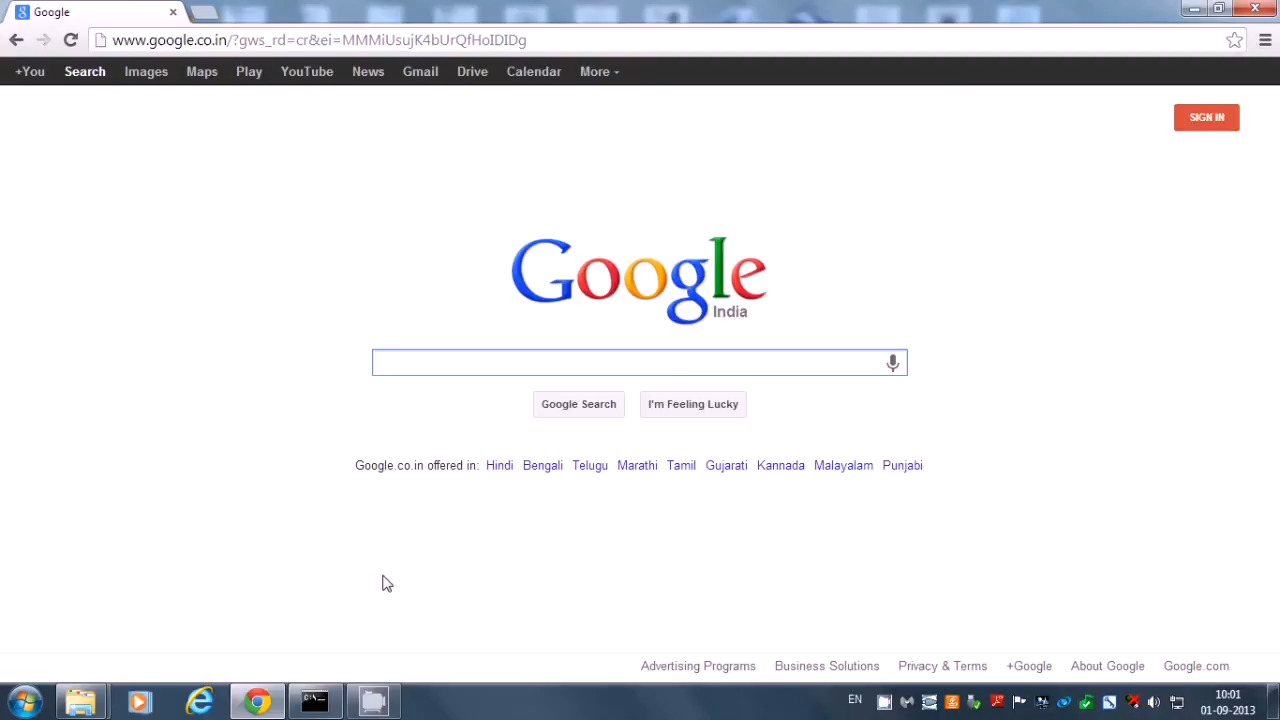 Google
www.google.co.in/?gws_rd=cr&ei=MMMiUsujK4bUrQfHoIDIDg
+You Search Images Maps Play YouTube News Gmail Drive Calendar More
SIGN IN
Google
India
Google Search I'm Feeling Lucky
Google.co.in offered in: Hindi Bengali Telugu Marathi Tamil Gujarati Kannada Malayalam Punjabi
Advertising Programs Business Solutions Privacy & Terms +Google About Google Google.com
EN
10:01
01-09-2013